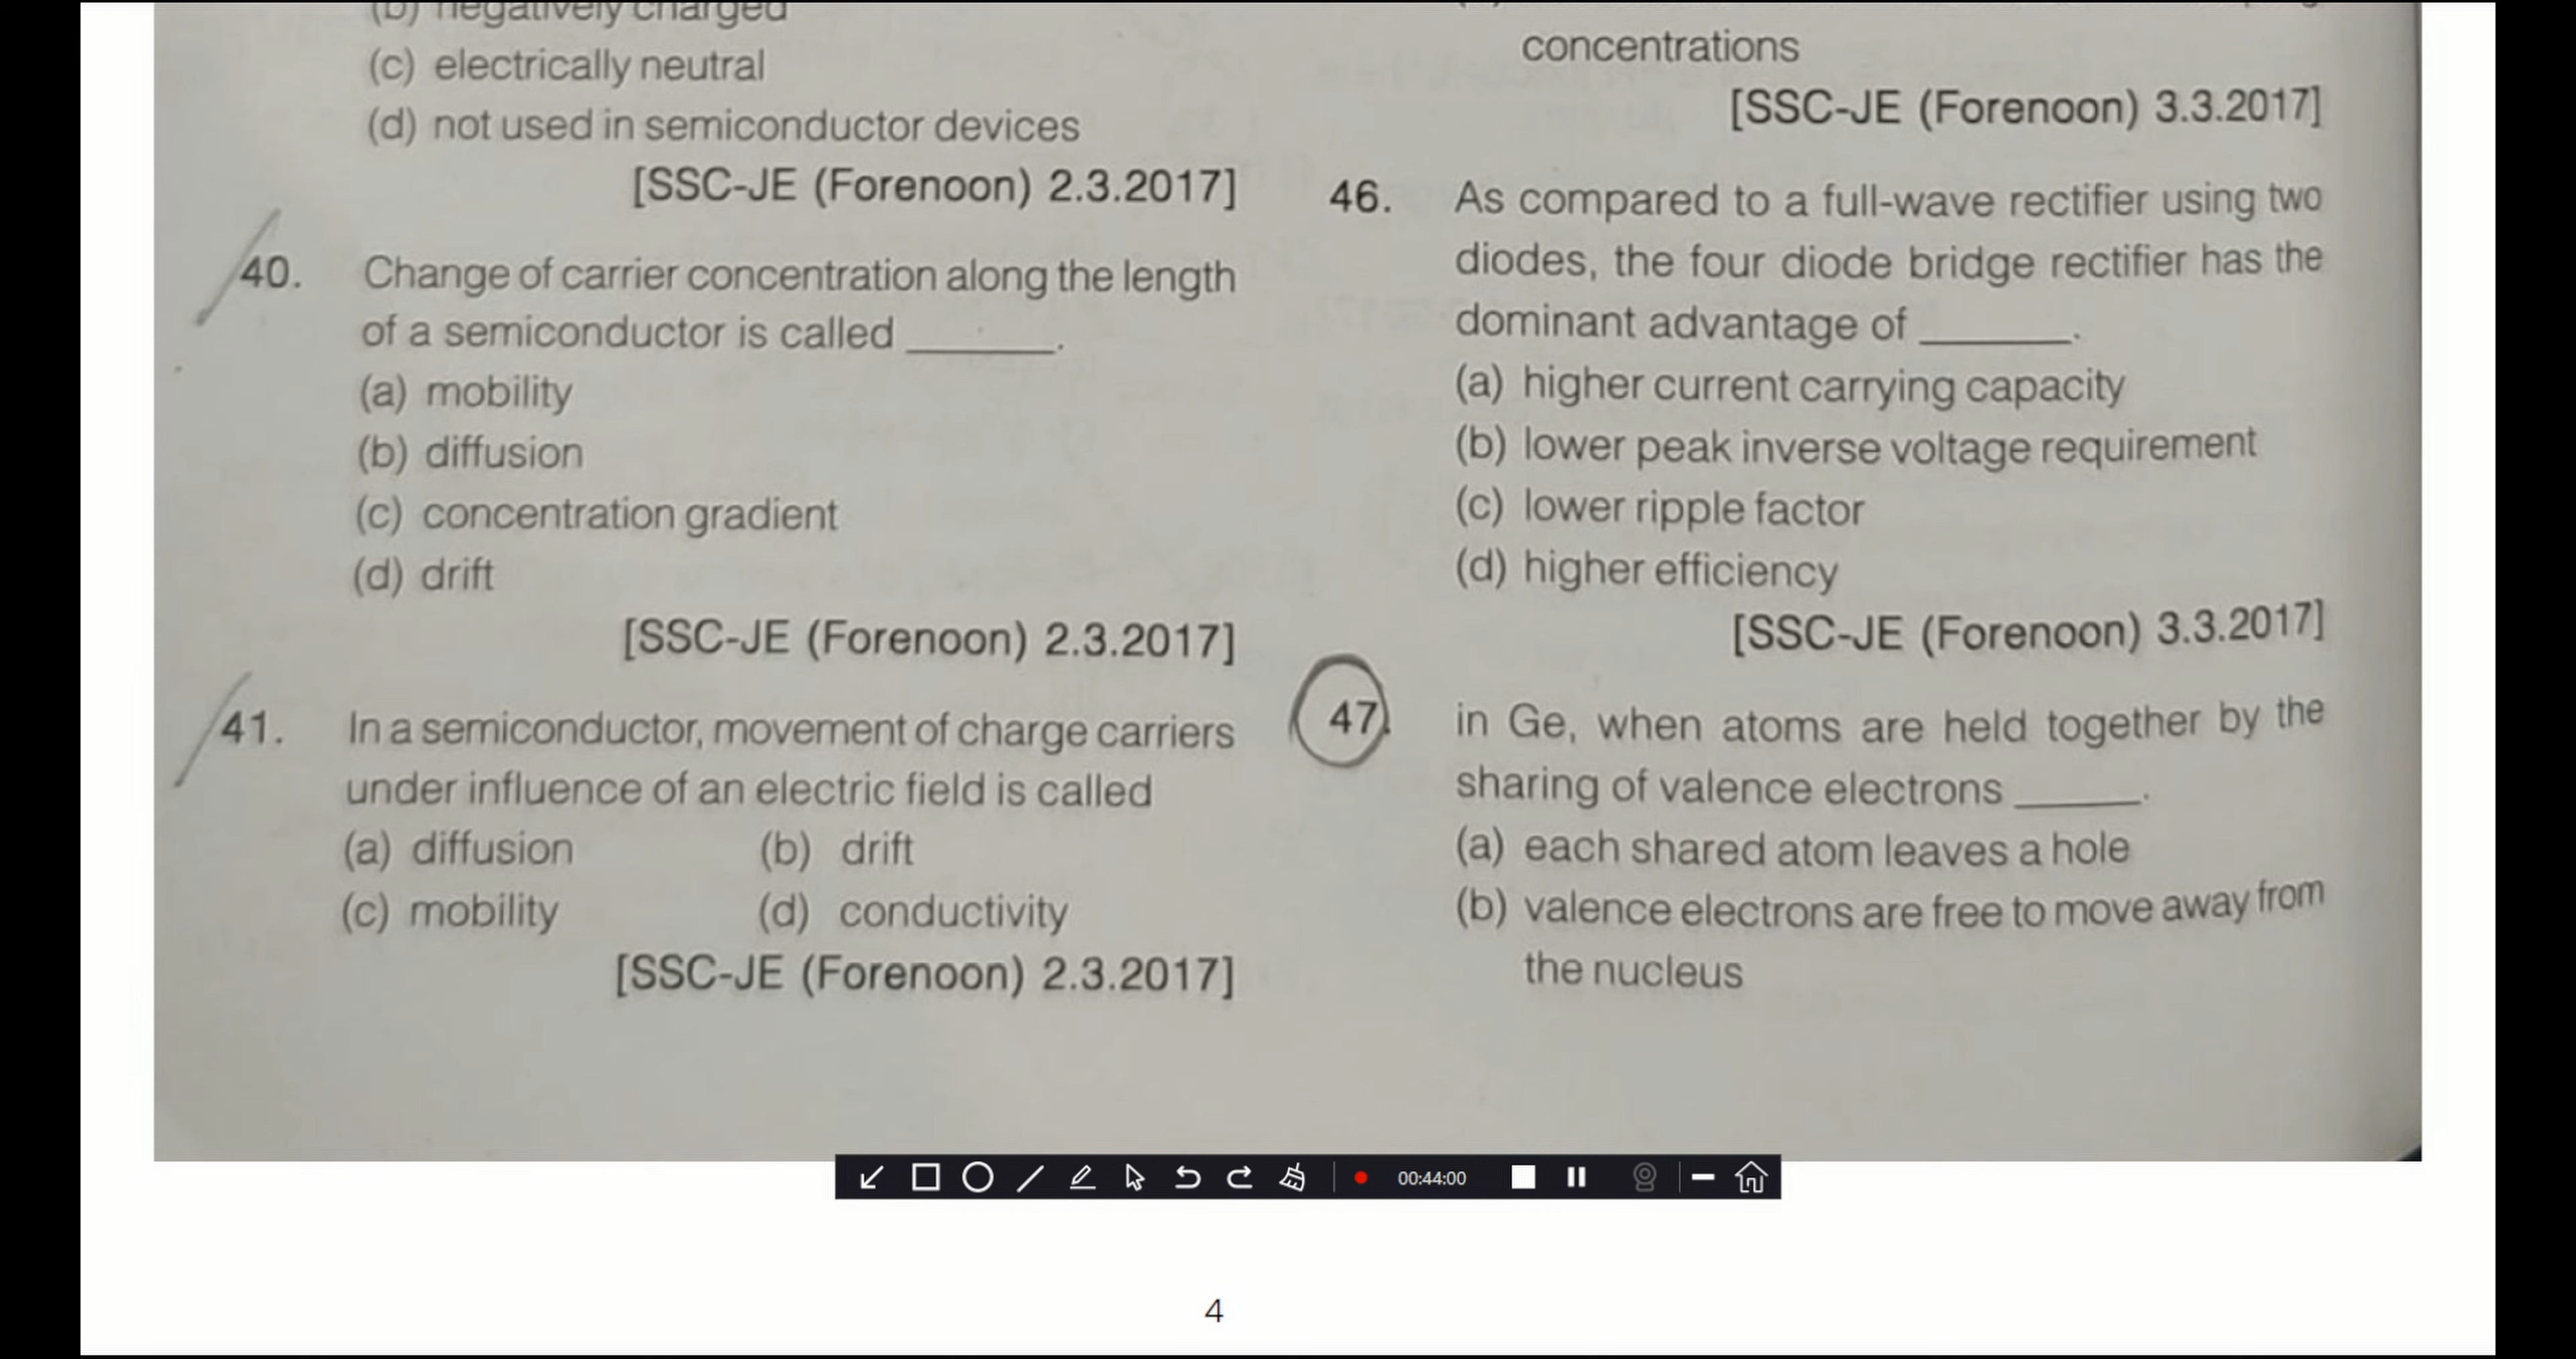 (b) negatively charged
(c) electrically neutral
(d) not used in semiconductor devices
[SSC-JE (Forenoon) 2.3.2017]
40. Change of carrier concentration along the length
of a semiconductor is called ______.
(a) mobility
(b) diffusion
(c) concentration gradient
(d) drift
[SSC-JE (Forenoon) 2.3.2017]
41. In a semiconductor, movement of charge carriers
under influence of an electric field is called
(a) diffusion (b) drift
(c) mobility (d) conductivity
[SSC-JE (Forenoon) 2.3.2017]
concentrations
[SSC-JE (Forenoon) 3.3.2017]
46. As compared to a full-wave rectifier using two
diodes, the four diode bridge rectifier has the
dominant advantage of ______.
(a) higher current carrying capacity
(b) lower peak inverse voltage requirement
(c) lower ripple factor
(d) higher efficiency
[SSC-JE (Forenoon) 3.3.2017]
47. in Ge, when atoms are held together by the
sharing of valence electrons _____.
(a) each shared atom leaves a hole
(b) valence electrons are free to move away from
the nucleus
00:44:00
4